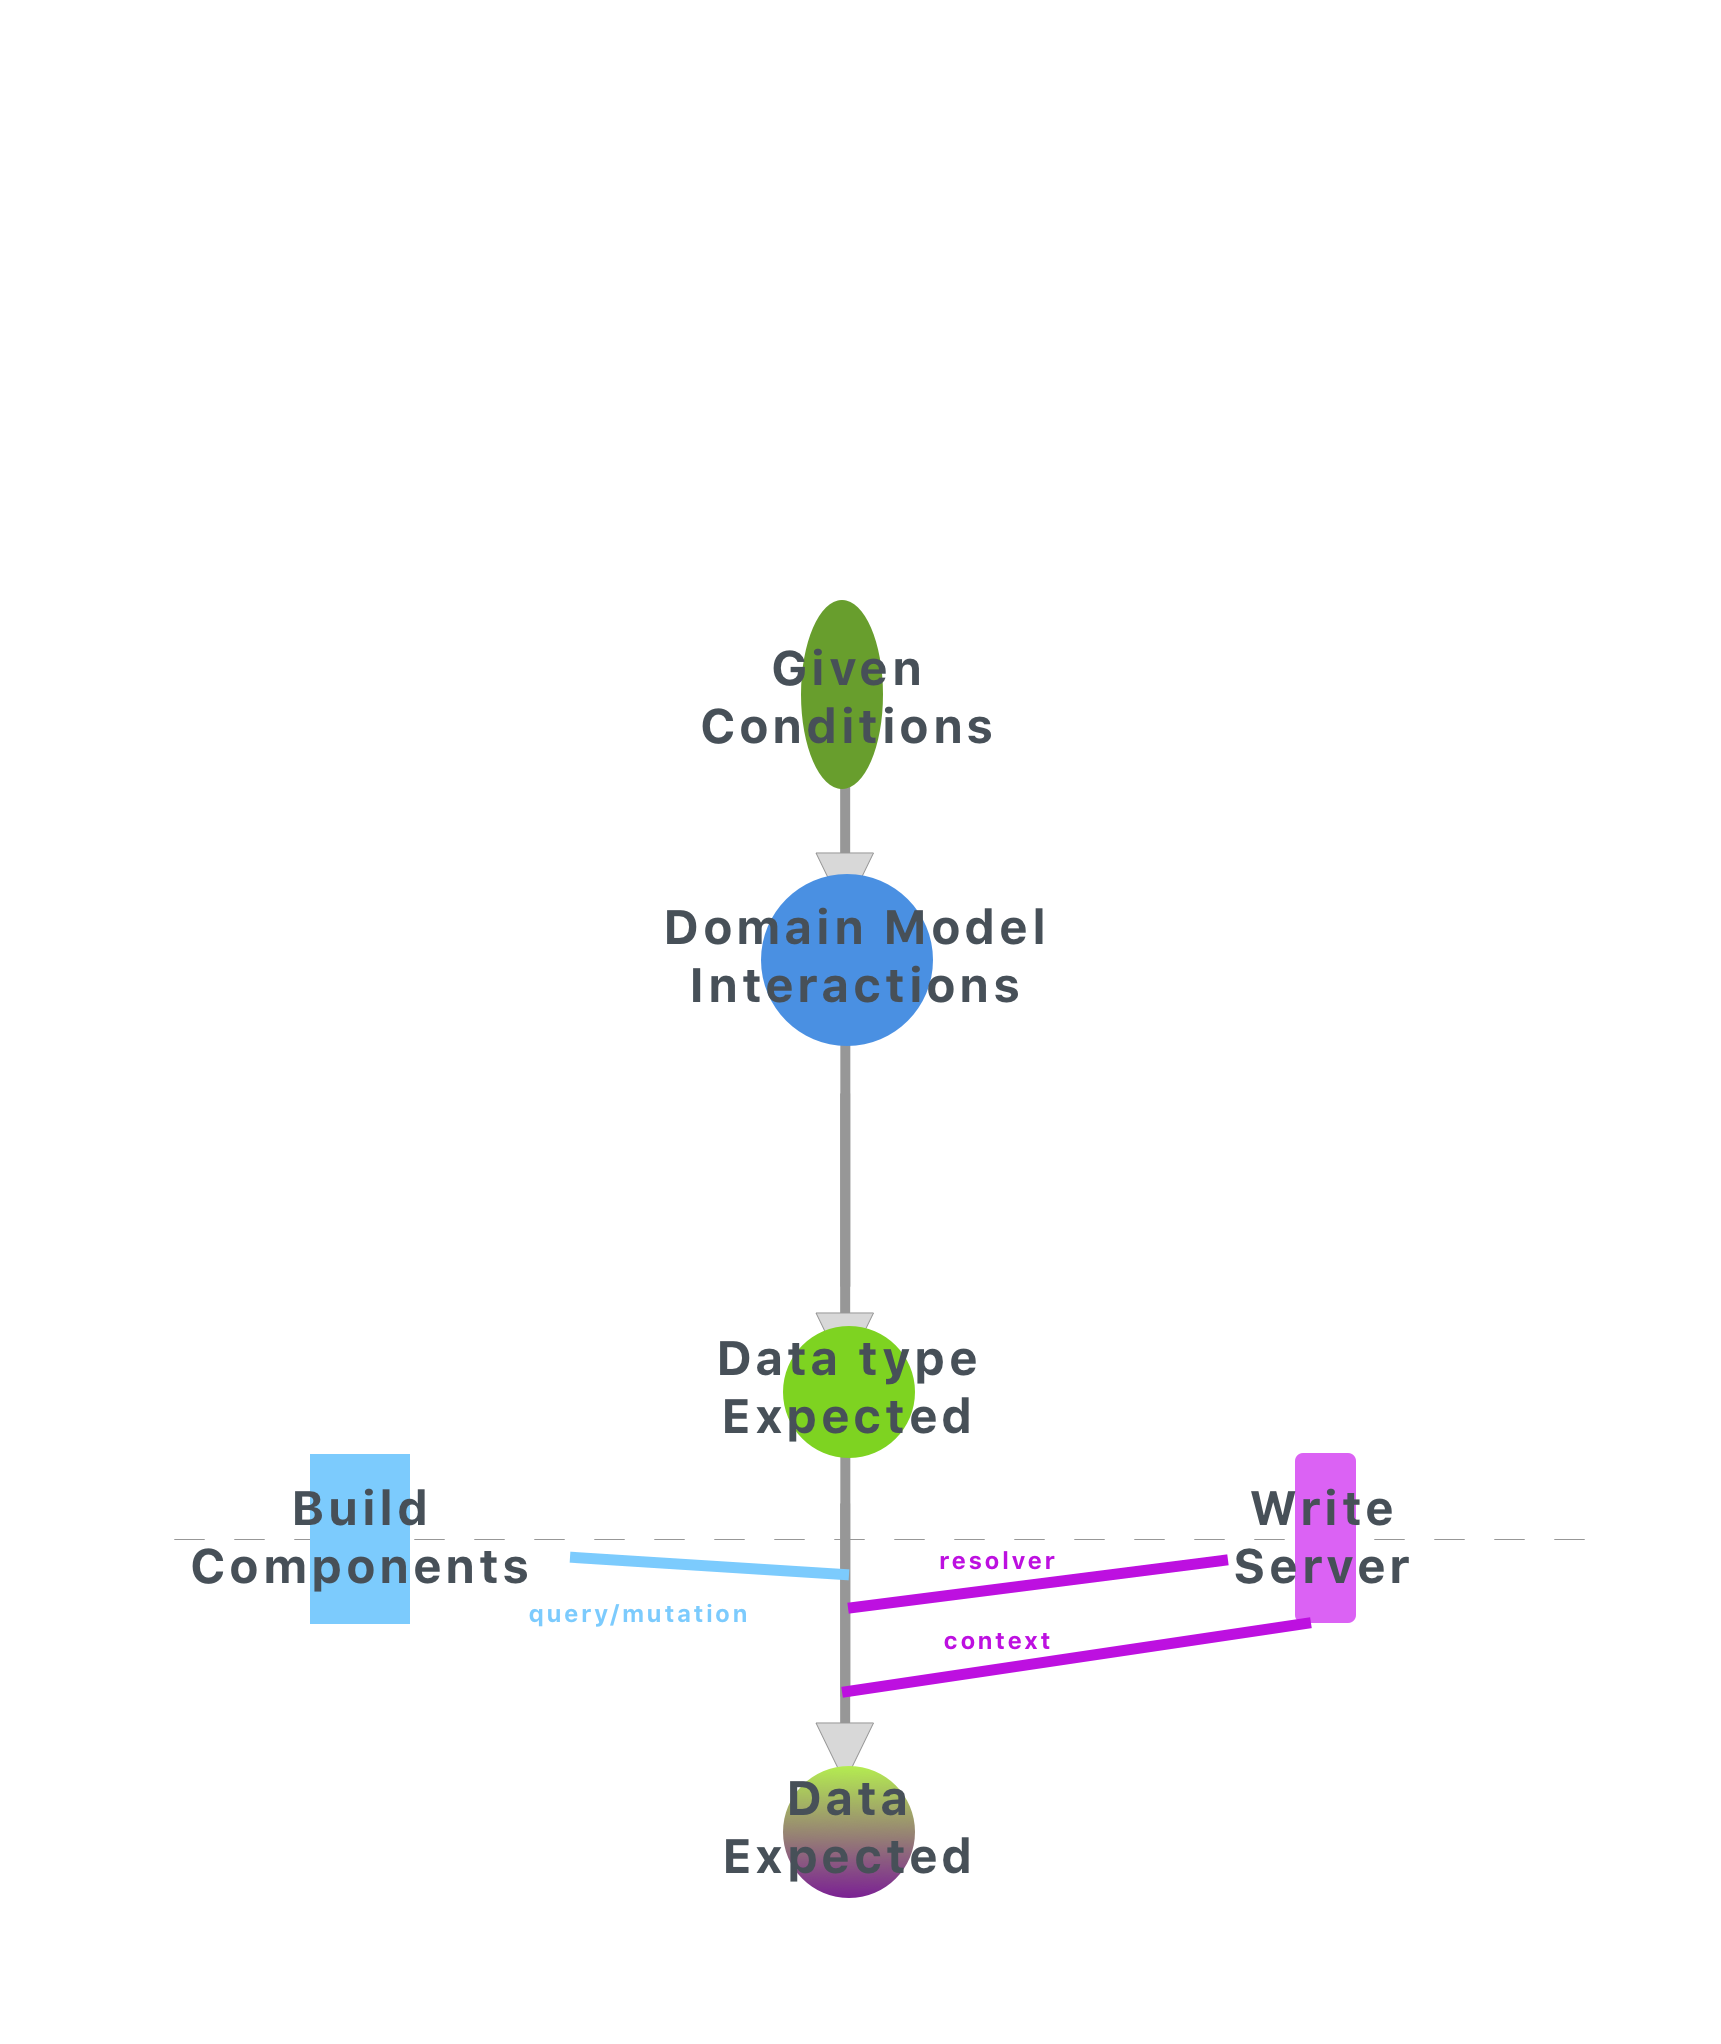 Given
Conditions
Domain Model
Interactions
Data type
Expected
Build
Components
query/mutation
Write
Server
resolver
context
Data
Expected